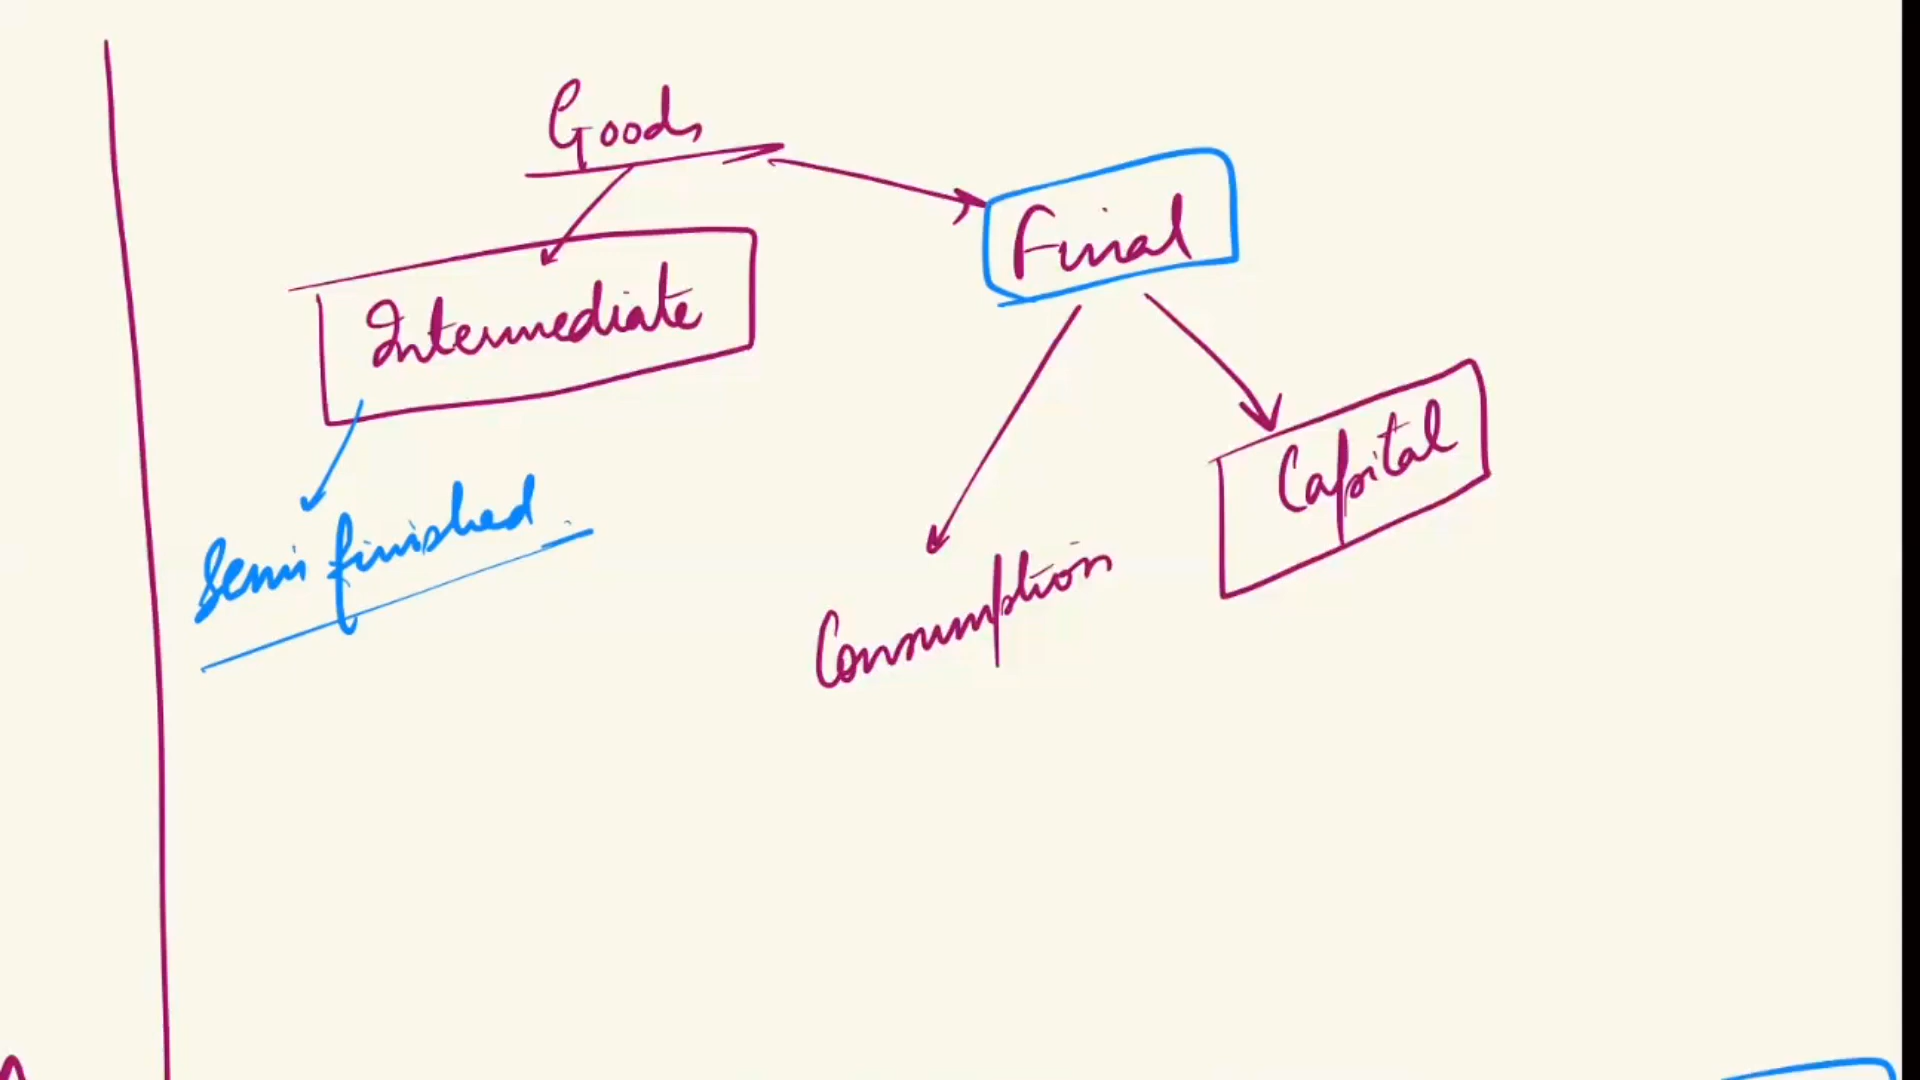 Goods
Final
Intermediate
Capital
Semi finished
Consumption